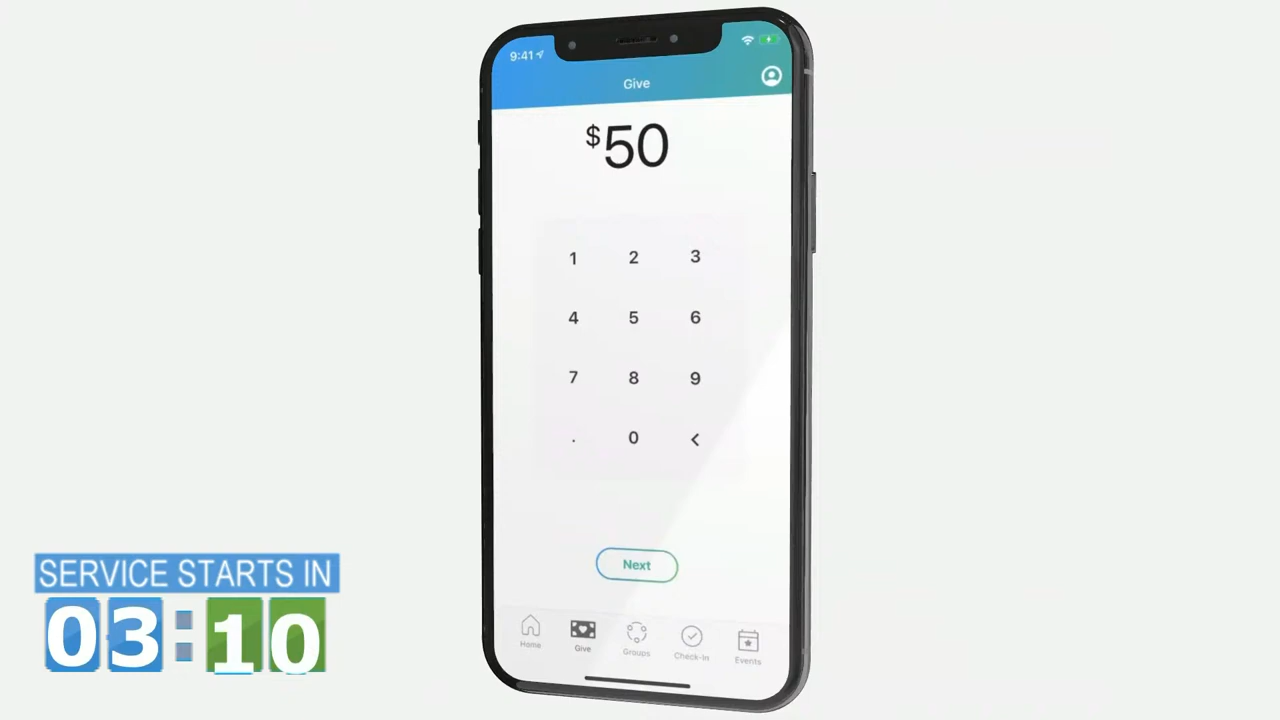 9:41
Give
$50
1 2 3
4 5 6
7 8 9
. 0 <
Next
Home Give Groups Check-In Events
SERVICE STARTS IN
03:10